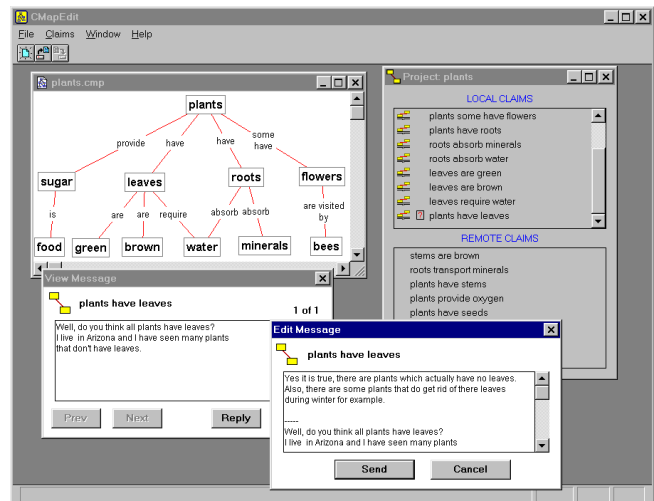 CMapEdit
File Claims Window Help
plants.cmp
plants
provide have have some
have
sugar leaves roots flowers
is are are require absorb absorb are visited
by
food green brown water minerals bees
Project: plants
LOCAL CLAIMS
plants some have flowers
plants have roots
roots absorb minerals
roots absorb water
leaves are green
leaves are brown
leaves require water
? plants have leaves
REMOTE CLAIMS
stems are brown
roots transport minerals
plants have stems
plants provide oxygen
plants have seeds
View Message
plants have leaves
1 of 1
Well, do you think all plants have leaves?
I live in Arizona and I have seen many plants
that don't have leaves.
Prev Next Reply
Edit Message
plants have leaves
Yes it is true, there are plants which actually have no leaves.
Also, there are some plants that do get rid of there leaves
during winter for example.
-----
Well, do you think all plants have leaves?
I live in Arizona and I have seen many plants
Send Cancel